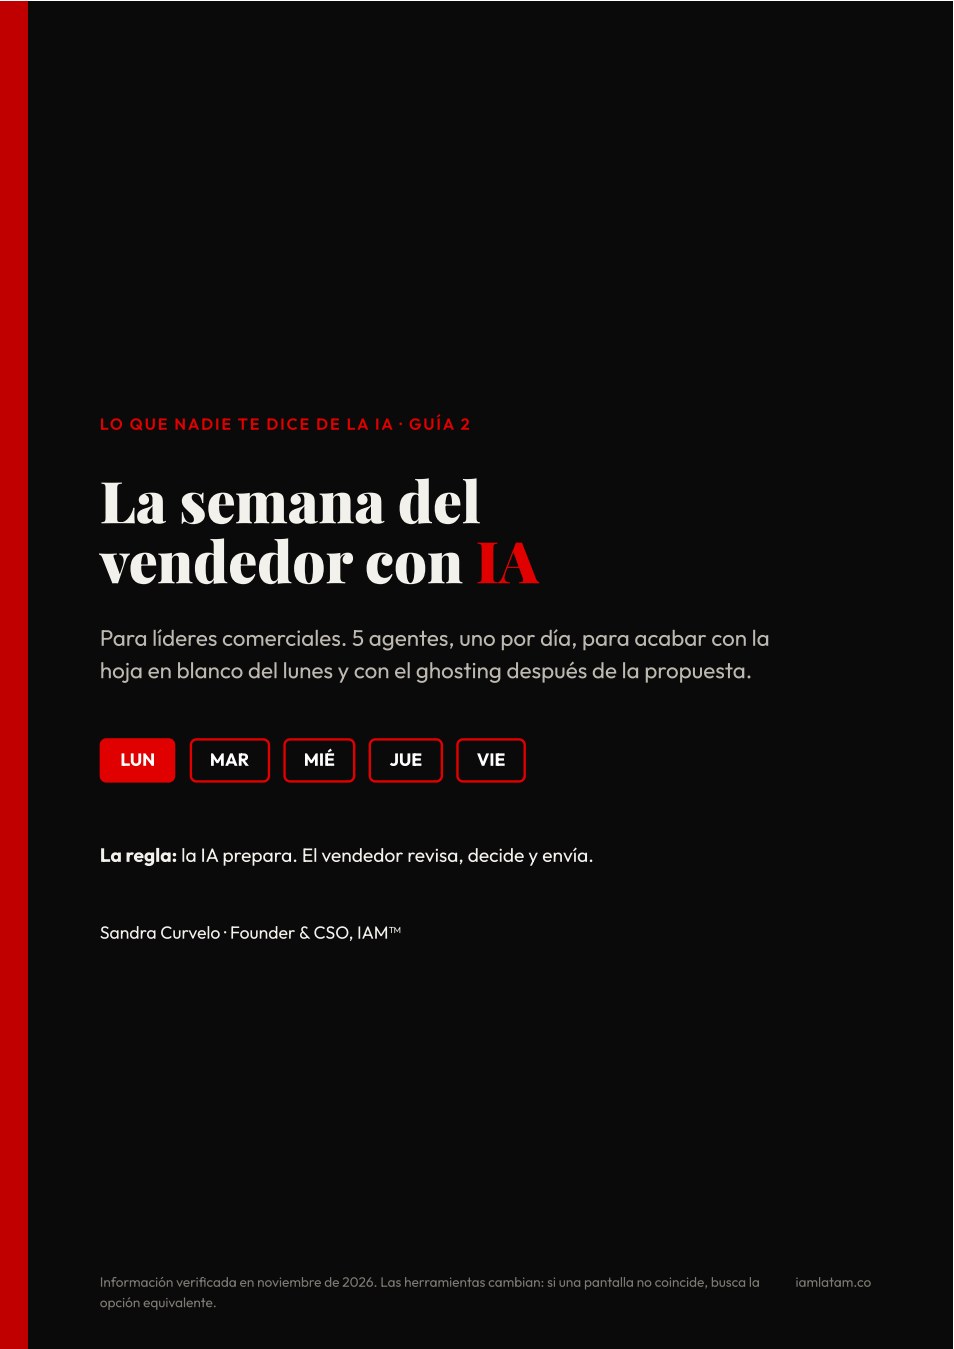 LO QUE NADIE TE DICE DE LA IA · GUÍA 2
La semana del
vendedor con IA
Para líderes comerciales. 5 agentes, uno por día, para acabar con la
hoja en blanco del lunes y con el ghosting después de la propuesta.
LUN MAR MIÉ JUE VIE
La regla: la IA prepara. El vendedor revisa, decide y envía.
Sandra Curvelo · Founder & CSO, IAM™
Información verificada en noviembre de 2026. Las herramientas cambian: si una pantalla no coincide, busca la iamlatam.co
opción equivalente.